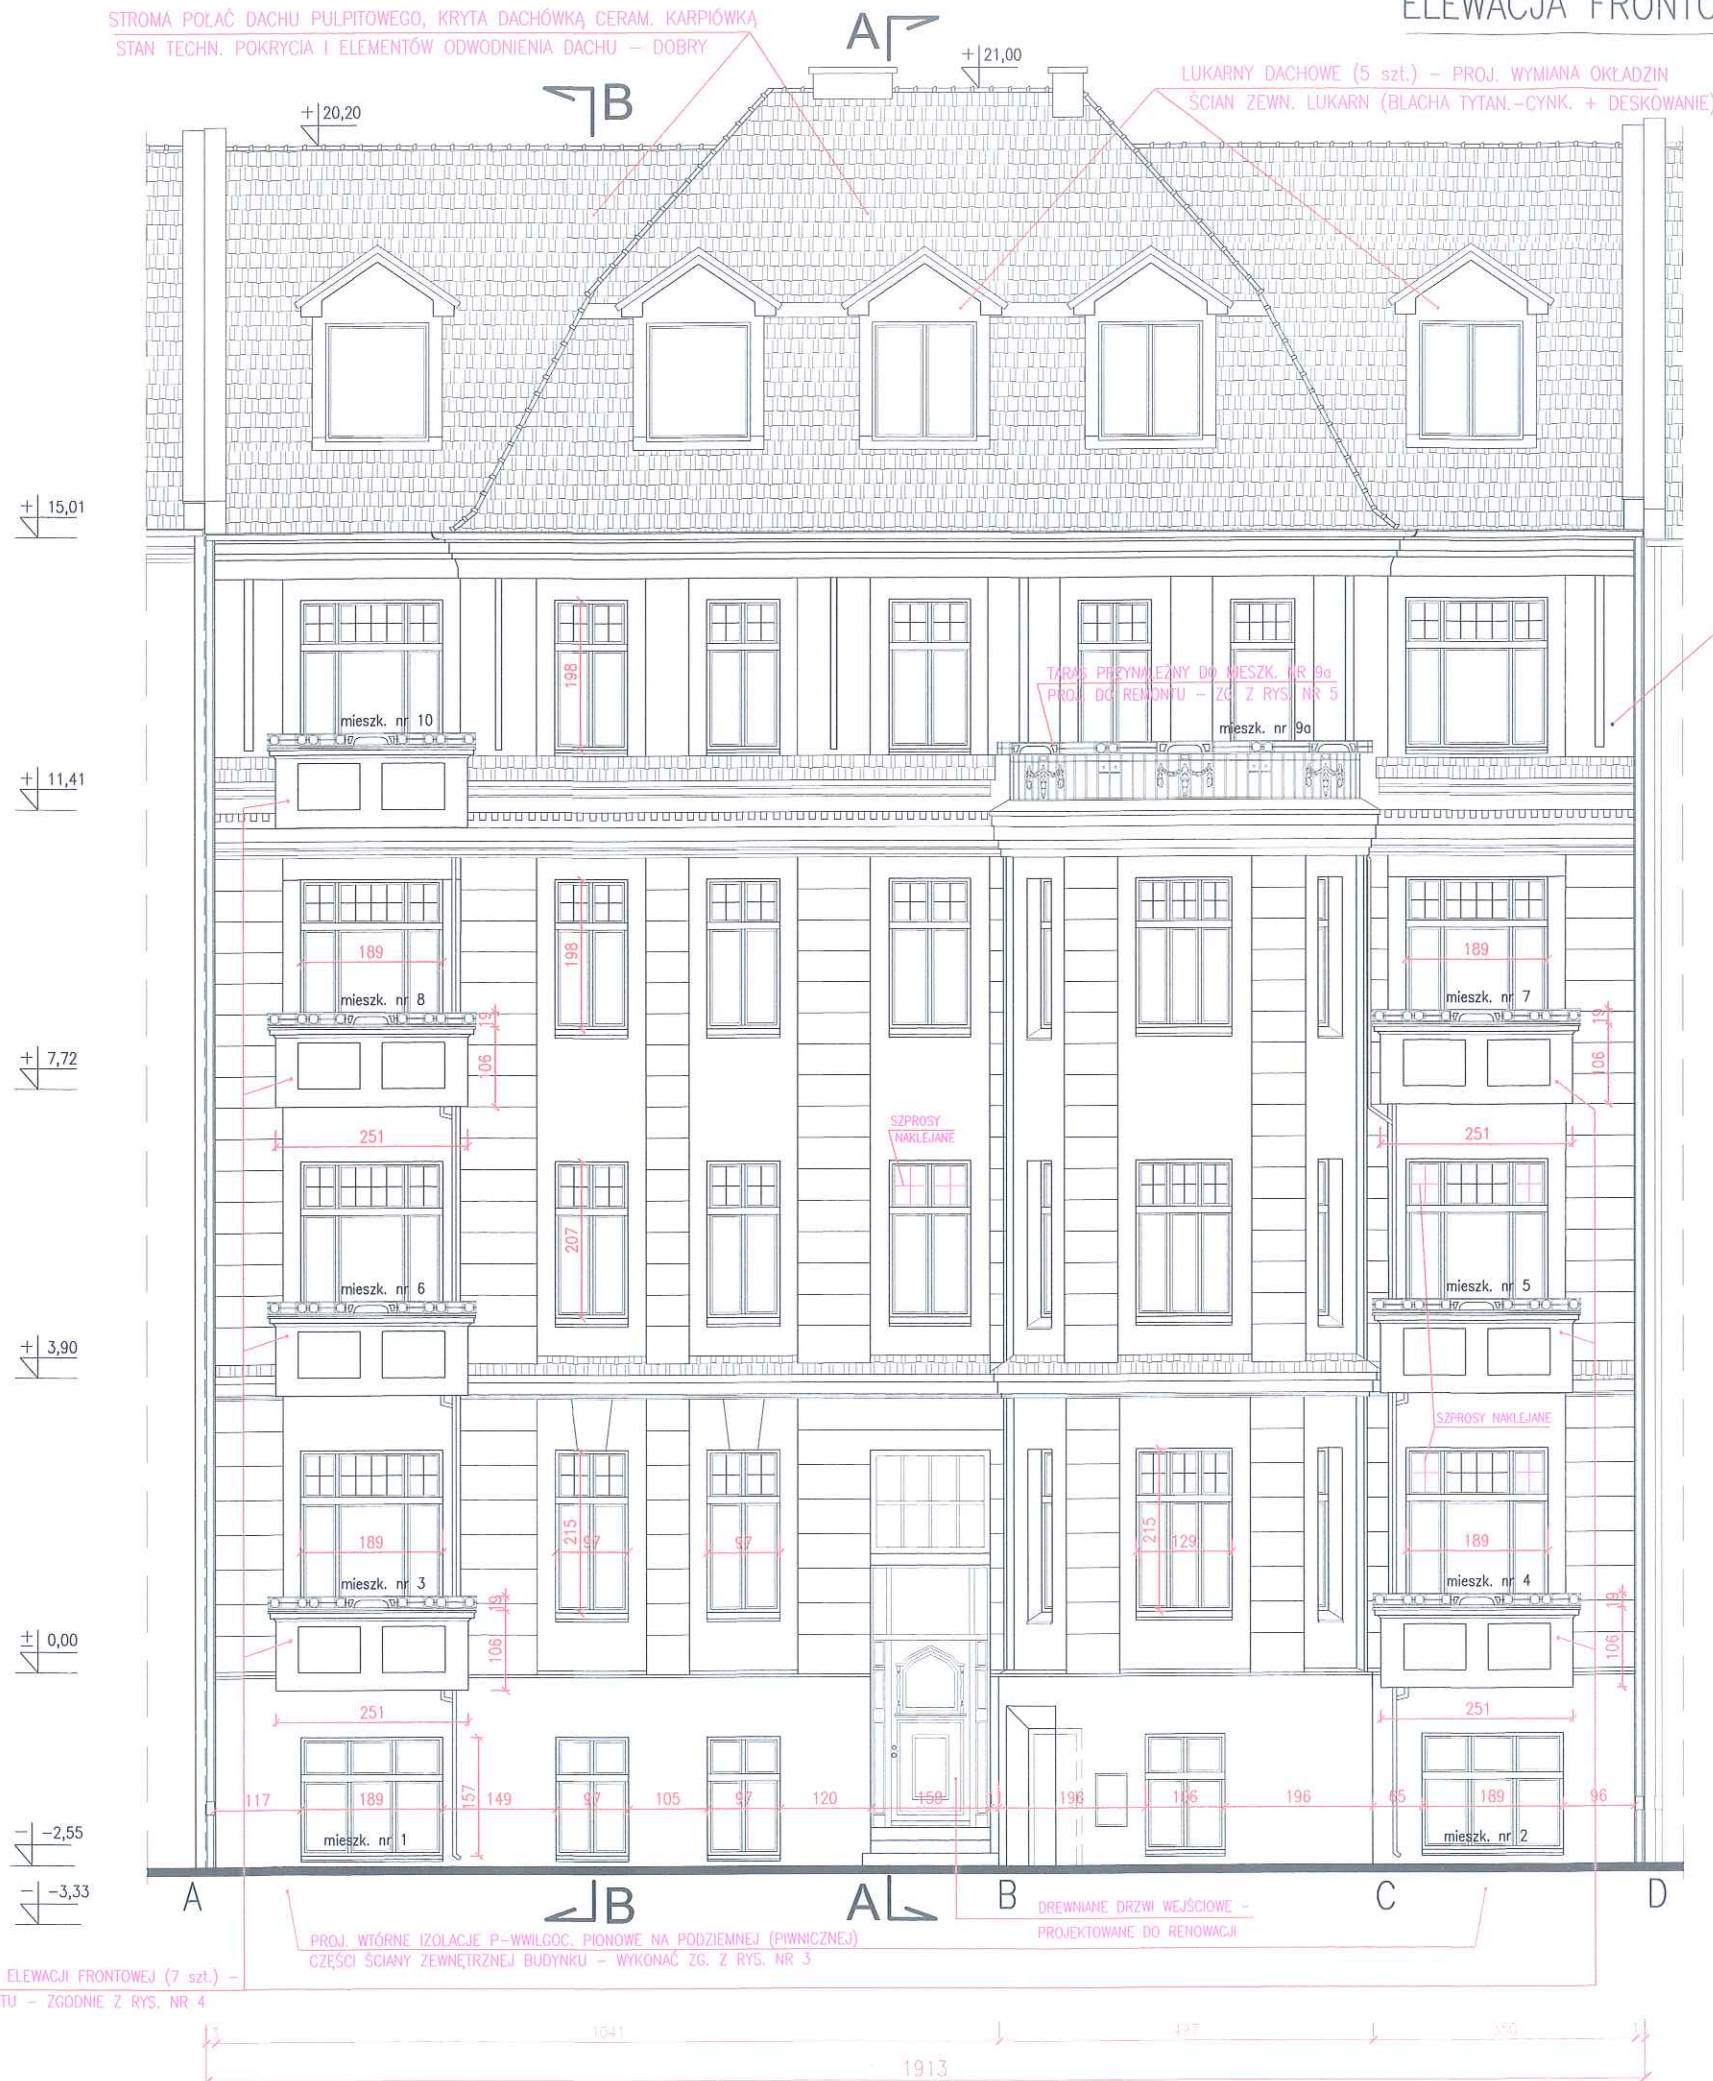 ELEWACJA FRONTO
STROMA POŁAĆ DACHU PULPITOWEGO, KRYTA DACHÓWKĄ CERAM. KARPIÓWKĄ
STAN TECHN. POKRYCIA I ELEMENTÓW ODWODNIENIA DACHU – DOBRY
A
+ 21,00
LUKARNY DACHOWE (5 szt.) – PROJ. WYMIANA OKŁADZIN
ŚCIAN ZEWN. LUKARN (BLACHA TYTAN.-CYNK. + DESKOWANIE)
B
+ 20,20
+ 15,01
198
TARAS PRZYNALEŻNY DO MIESZK. NR 9a
PROJ. DO REMONTU – ZG. Z RYS. NR 5
mieszk. nr 10
mieszk. nr 9a
+ 11,41
189
198
189
mieszk. nr 8
mieszk. nr 7
19
19
+ 7,72
106
106
251
251
SZPROSY
NAKLEJANE
207
mieszk. nr 6
mieszk. nr 5
+ 3,90
SZPROSY NAKLEJANE
189
215
97
97
215
129
189
mieszk. nr 3
mieszk. nr 4
19
19
± 0,00
106
106
251
251
117
189
157
149
97
105
97
120
159
11
196
106
196
65
189
96
mieszk. nr 1
mieszk. nr 2
– -2,55
– -3,33
A
B
A
B
C
D
DREWNIANE DRZWI WEJŚCIOWE –
PROJEKTOWANE DO RENOWACJI
PROJ. WTÓRNE IZOLACJE P-WWILGOC. PIONOWE NA PODZIEMNEJ (PIWNICZNEJ)
CZĘŚCI ŚCIANY ZEWNĘTRZNEJ BUDYNKU – WYKONAĆ ZG. Z RYS. NR 3
ELEWACJI FRONTOWEJ (7 szt.) –
TU – ZGODNIE Z RYS. NR 4
1041
497
350
1913